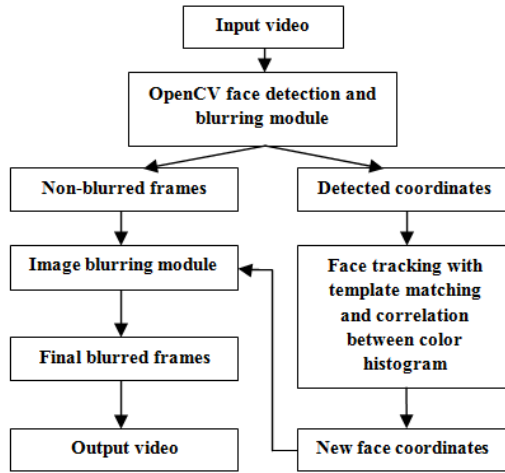 Input video
OpenCV face detection and
blurring module
Non-blurred frames
Detected coordinates
Image blurring module
Face tracking with
template matching
and correlation
between color
histogram
Final blurred frames
Output video
New face coordinates